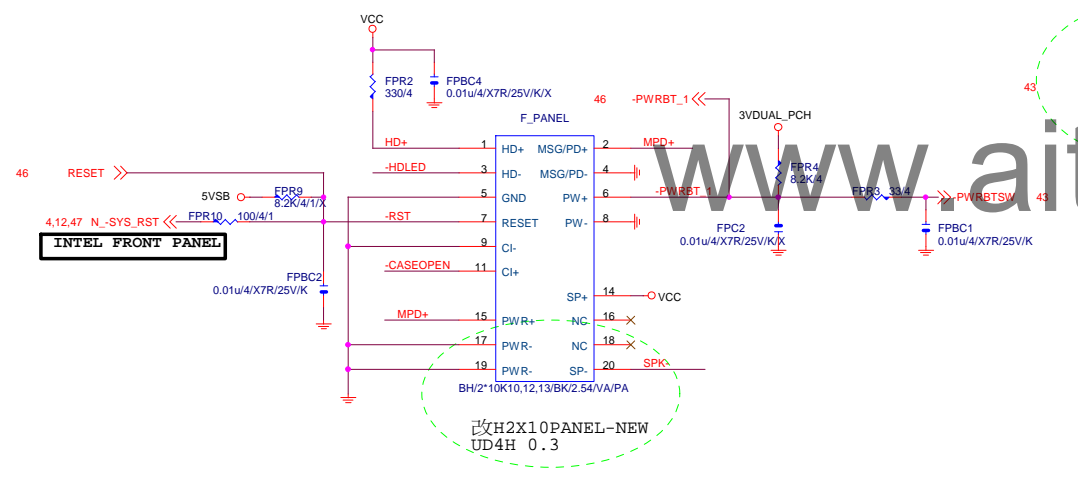 VCC
FPR2
330/4
FPBC4
0.01u/4/X7R/25V/K/X
46 -PWRBT_1
43
3VDUAL_PCH
F_PANEL
HD+ 1 HD+ MSG/PD+ 2 MPD+
-HDLED 3 HD- MSG/PD- 4
FPR4
8.2K/4
46 RESET
5VSB FPR9
8.2K/4/1/X
5 GND PW+ 6 -PWRBT_1
FPR3 33/4
-PWRBTSW 43
4,12,47 N_-SYS_RST FPR10 100/4/1
-RST 7 RESET PW- 8
INTEL FRONT PANEL
9 CI-
FPC2
0.01u/4/X7R/25V/K/X
FPBC1
0.01u/4/X7R/25V/K
-CASEOPEN 11 CI+
FPBC2
0.01u/4/X7R/25V/K
SP+ 14 VCC
MPD+ 15 PWR+ NC 16
17 PWR- NC 18
19 PWR- SP- 20 SPK-
BH/2*10K10,12,13/BK/2.54/VA/PA
改H2X10PANEL-NEW
UD4H 0.3
www.ait